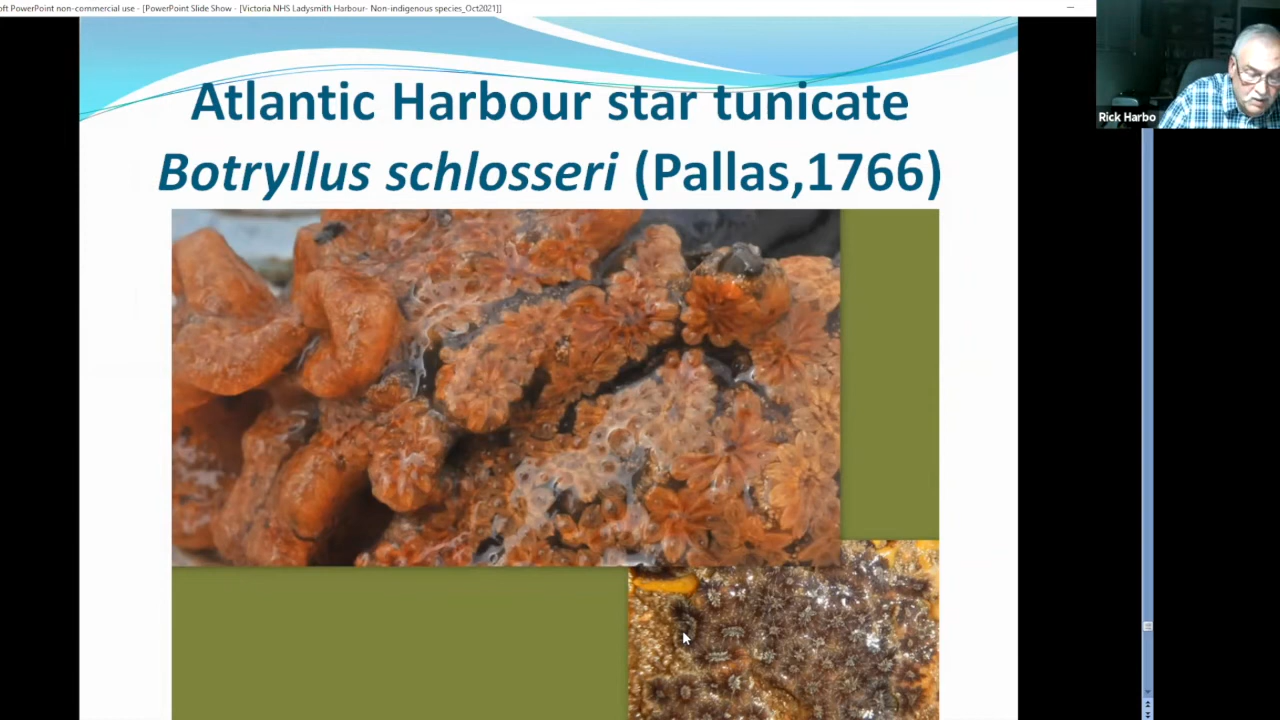 oft PowerPoint non-commercial use - [PowerPoint Slide Show - [Victoria NHS Ladysmith Harbour- Non-indigenous species_Oct2021]]
Atlantic Harbour star tunicate
Botryllus schlosseri (Pallas,1766)
Rick Harbo